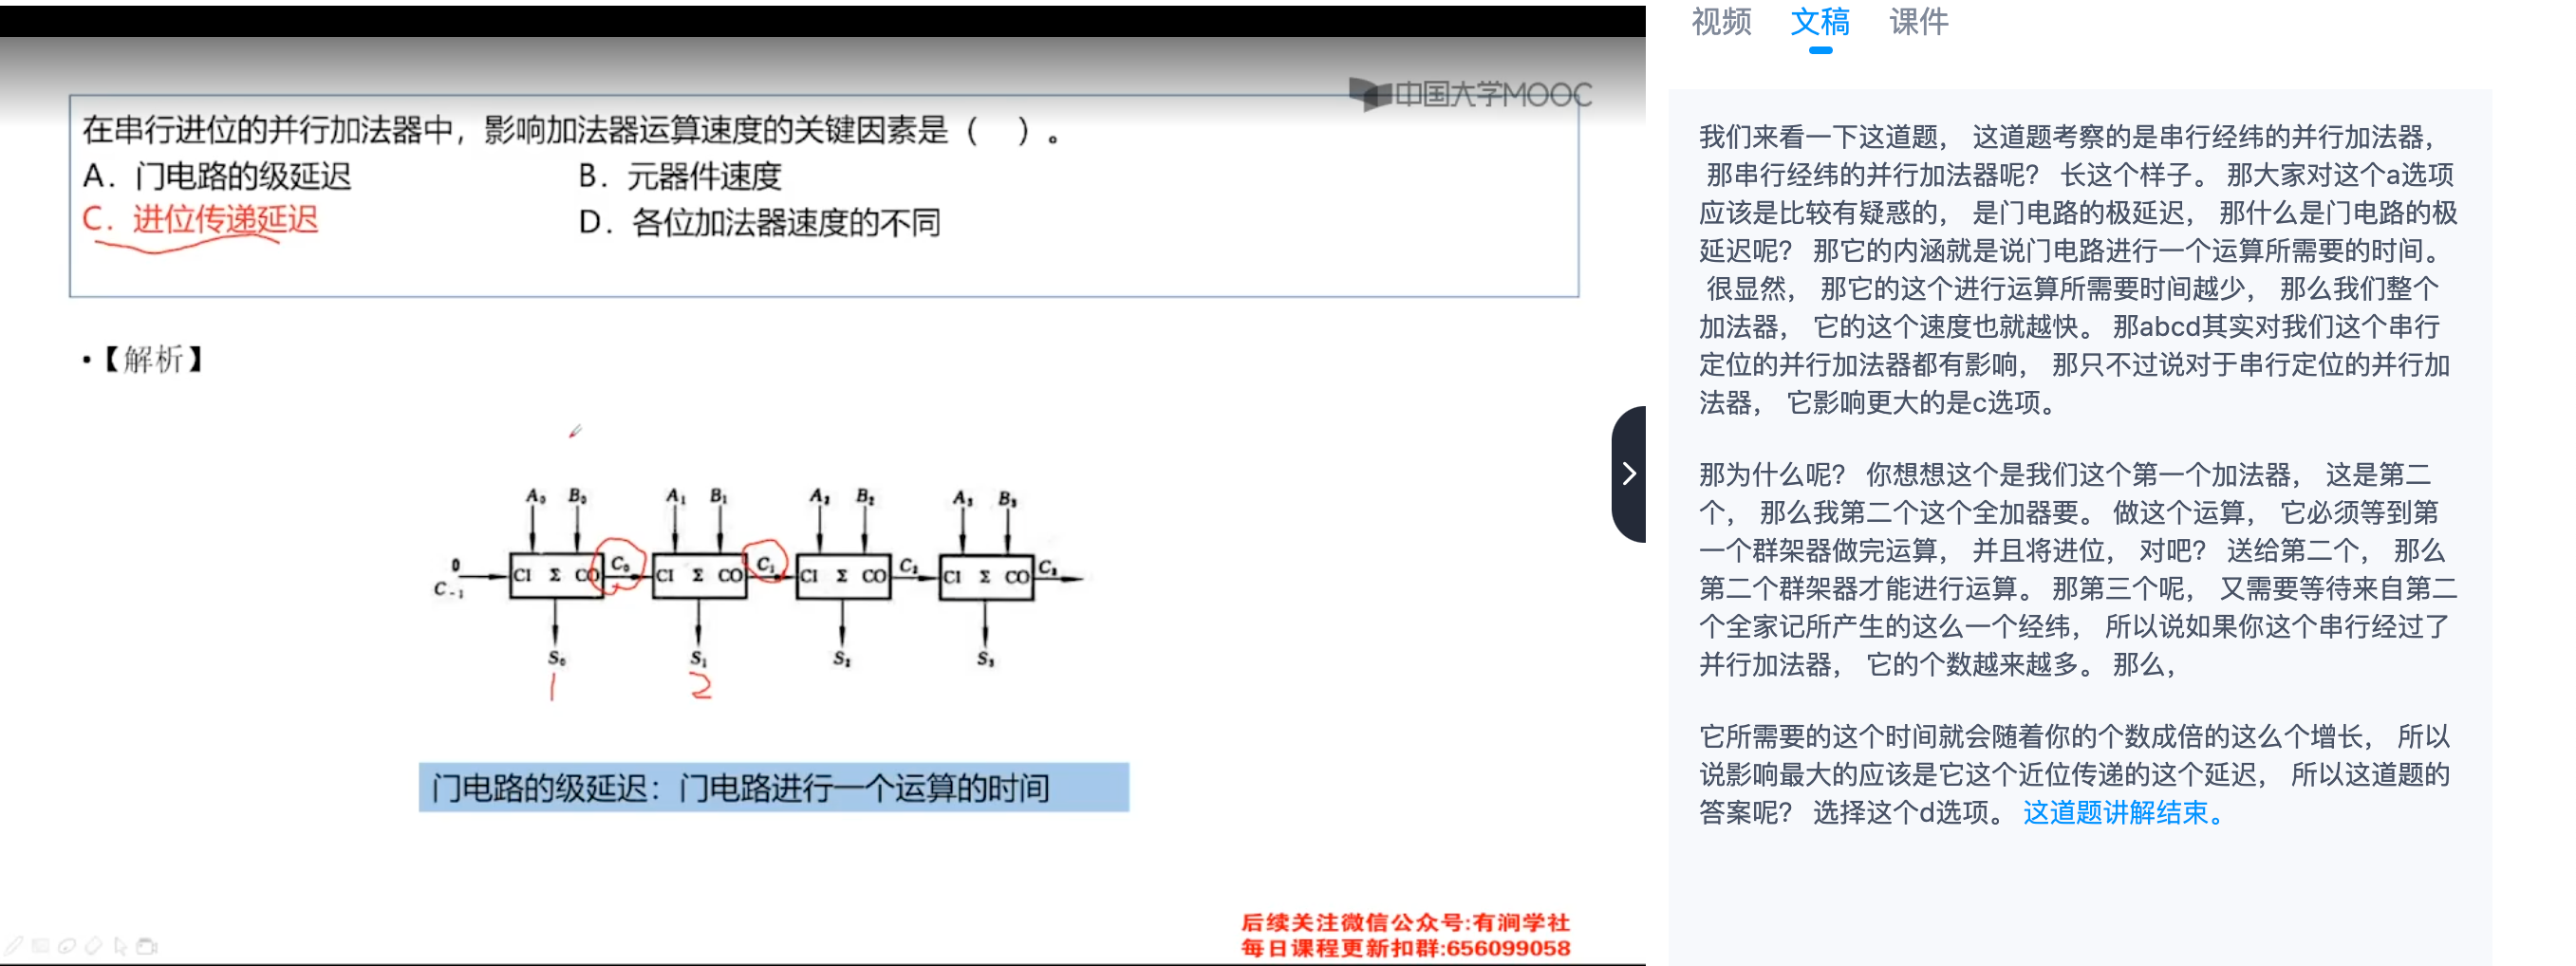 中国大学MOOC
在串行进位的并行加法器中，影响加法器运算速度的关键因素是（ ）。
A. 门电路的级延迟 B. 元器件速度
C. 进位传递延迟 D. 各位加法器速度的不同
•【解析】
A₀ B₀ A₁ B₁ A₂ B₂ A₃ B₃
0 C₋₁ CI Σ CO C₀ CI Σ CO C₁ CI Σ CO C₂ CI Σ CO C₃
S₀ S₁ S₂ S₃
1 2
门电路的级延迟：门电路进行一个运算的时间
后续关注微信公众号:有涧学社
每日课程更新扣群:656099058
视频 文稿 课件
我们来看一下这道题， 这道题考察的是串行经纬的并行加法器，
那串行经纬的并行加法器呢？ 长这个样子。 那大家对这个a选项
应该是比较有疑惑的， 是门电路的极延迟， 那什么是门电路的极
延迟呢？ 那它的内涵就是说门电路进行一个运算所需要的时间。
很显然， 那它的这个进行运算所需要时间越少， 那么我们整个
加法器， 它的这个速度也就越快。 那abcd其实对我们这个串行
定位的并行加法器都有影响， 那只不过说对于串行定位的并行加
法器， 它影响更大的是c选项。
那为什么呢？ 你想想这个是我们这个第一个加法器， 这是第二
个， 那么我第二个这个全加器要。 做这个运算， 它必须等到第
一个群架器做完运算， 并且将进位， 对吧？ 送给第二个， 那么
第二个群架器才能进行运算。 那第三个呢， 又需要等待来自第二
个全家记所产生的这么一个经纬， 所以说如果你这个串行经过了
并行加法器， 它的个数越来越多。 那么，
它所需要的这个时间就会随着你的个数成倍的这么个增长， 所以
说影响最大的应该是它这个近位传递的这个延迟， 所以这道题的
答案呢？ 选择这个d选项。 这道题讲解结束。